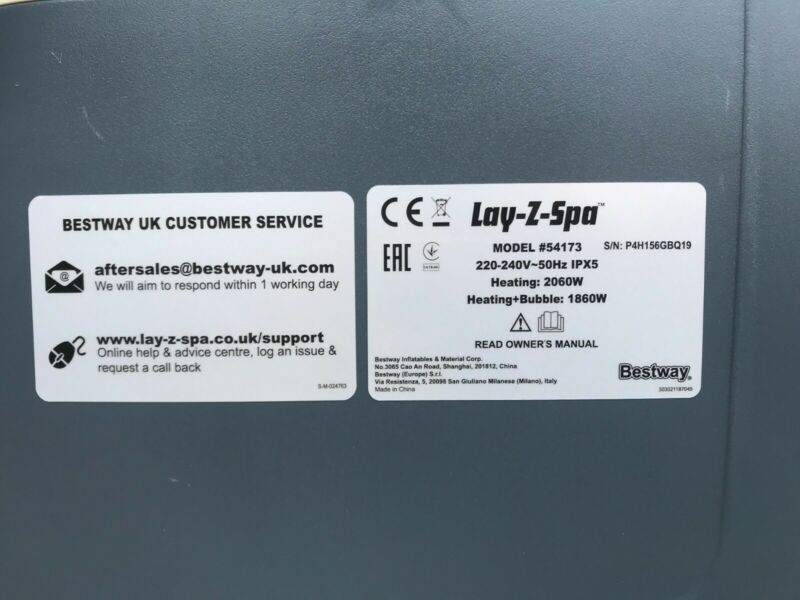 BESTWAY UK CUSTOMER SERVICE
@
aftersales@bestway-uk.com
We will aim to respond within 1 working day
www.lay-z-spa.co.uk/support
Online help & advice centre, log an issue &
request a call back
S-M-024763
CE Lay-Z-Spa™
EAC
MODEL #54173 S/N: P4H156GBQ19
220-240V~50Hz IPX5
Heating: 2060W
Heating+Bubble: 1860W
READ OWNER'S MANUAL
Bestway Inflatables & Material Corp.
No.3065 Cao An Road, Shanghai, 201812, China
Bestway (Europe) S.r.l.
Via Resistenza, 5, 20098 San Giuliano Milanese (Milano), Italy
Made in China
Bestway®
303021187045